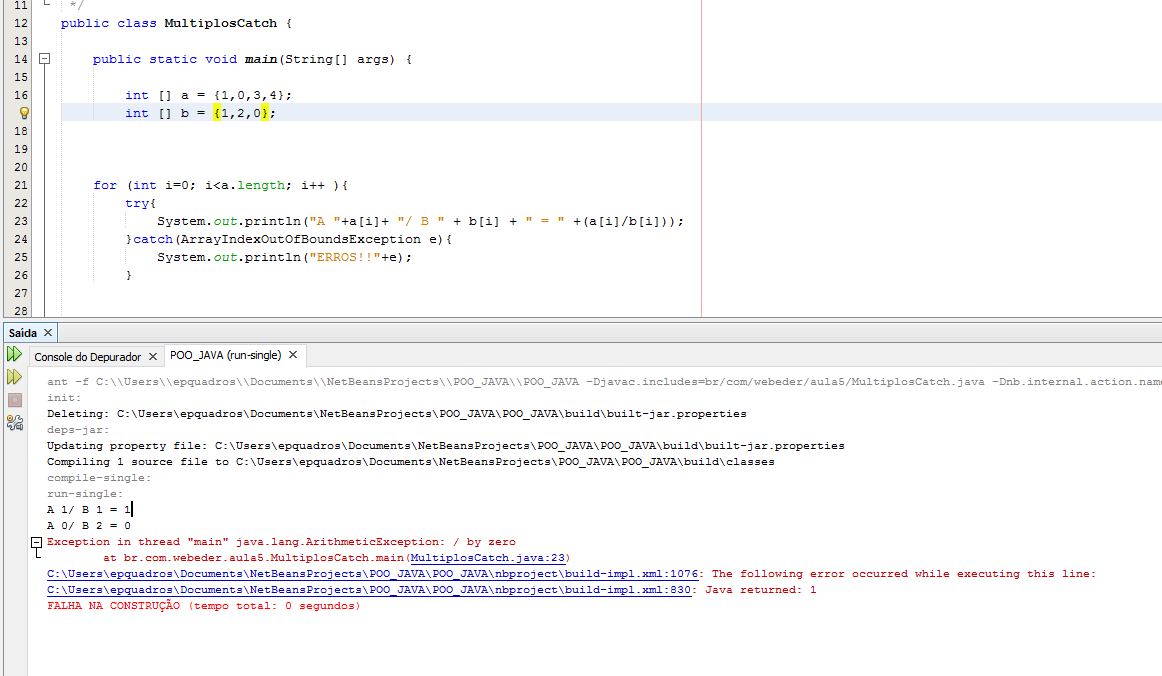 11 */
12 public class MultiplosCatch {
13
14 public static void main(String[] args) {
15
16 int [] a = {1,0,3,4};
int [] b = {1,2,0};
18
19
20
21 for (int i=0; i<a.length; i++ ){
22 try{
23 System.out.println("A "+a[i]+ "/ B " + b[i] + " = " +(a[i]/b[i]));
24 }catch(ArrayIndexOutOfBoundsException e){
25 System.out.println("ERROS!!"+e);
26 }
27
28
Saída
Console do Depurador POO_JAVA (run-single)
ant -f C:\\Users\\epquadros\\Documents\\NetBeansProjects\\POO_JAVA\\POO_JAVA -Djavac.includes=br/com/webeder/aula5/MultiplosCatch.java -Dnb.internal.action.name
init:
Deleting: C:\Users\epquadros\Documents\NetBeansProjects\POO_JAVA\POO_JAVA\build\built-jar.properties
deps-jar:
Updating property file: C:\Users\epquadros\Documents\NetBeansProjects\POO_JAVA\POO_JAVA\build\built-jar.properties
Compiling 1 source file to C:\Users\epquadros\Documents\NetBeansProjects\POO_JAVA\POO_JAVA\build\classes
compile-single:
run-single:
A 1/ B 1 = 1
A 0/ B 2 = 0
Exception in thread "main" java.lang.ArithmeticException: / by zero
at br.com.webeder.aula5.MultiplosCatch.main(MultiplosCatch.java:23)
C:\Users\epquadros\Documents\NetBeansProjects\POO_JAVA\POO_JAVA\nbproject\build-impl.xml:1076: The following error occurred while executing this line:
C:\Users\epquadros\Documents\NetBeansProjects\POO_JAVA\POO_JAVA\nbproject\build-impl.xml:830: Java returned: 1
FALHA NA CONSTRUÇÃO (tempo total: 0 segundos)